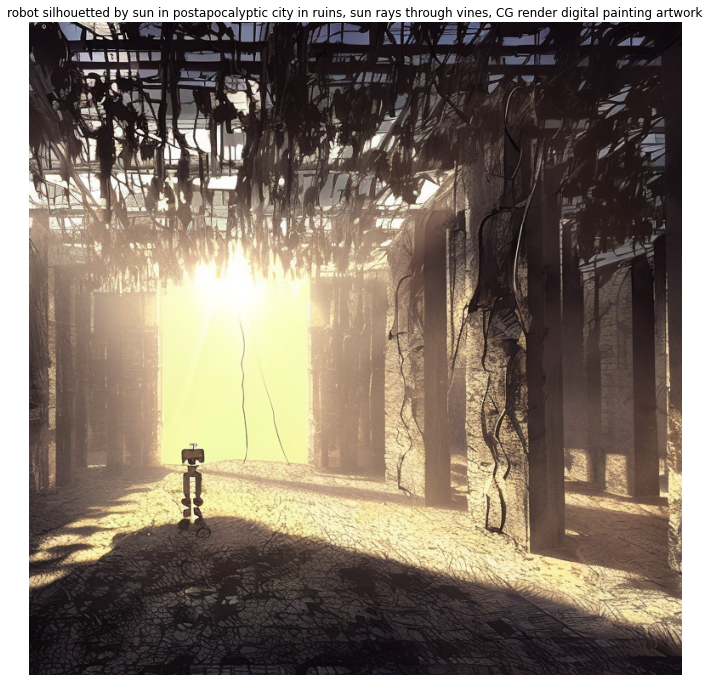 robot silhouetted by sun in postapocalyptic city in ruins, sun rays through vines, CG render digital painting artwork